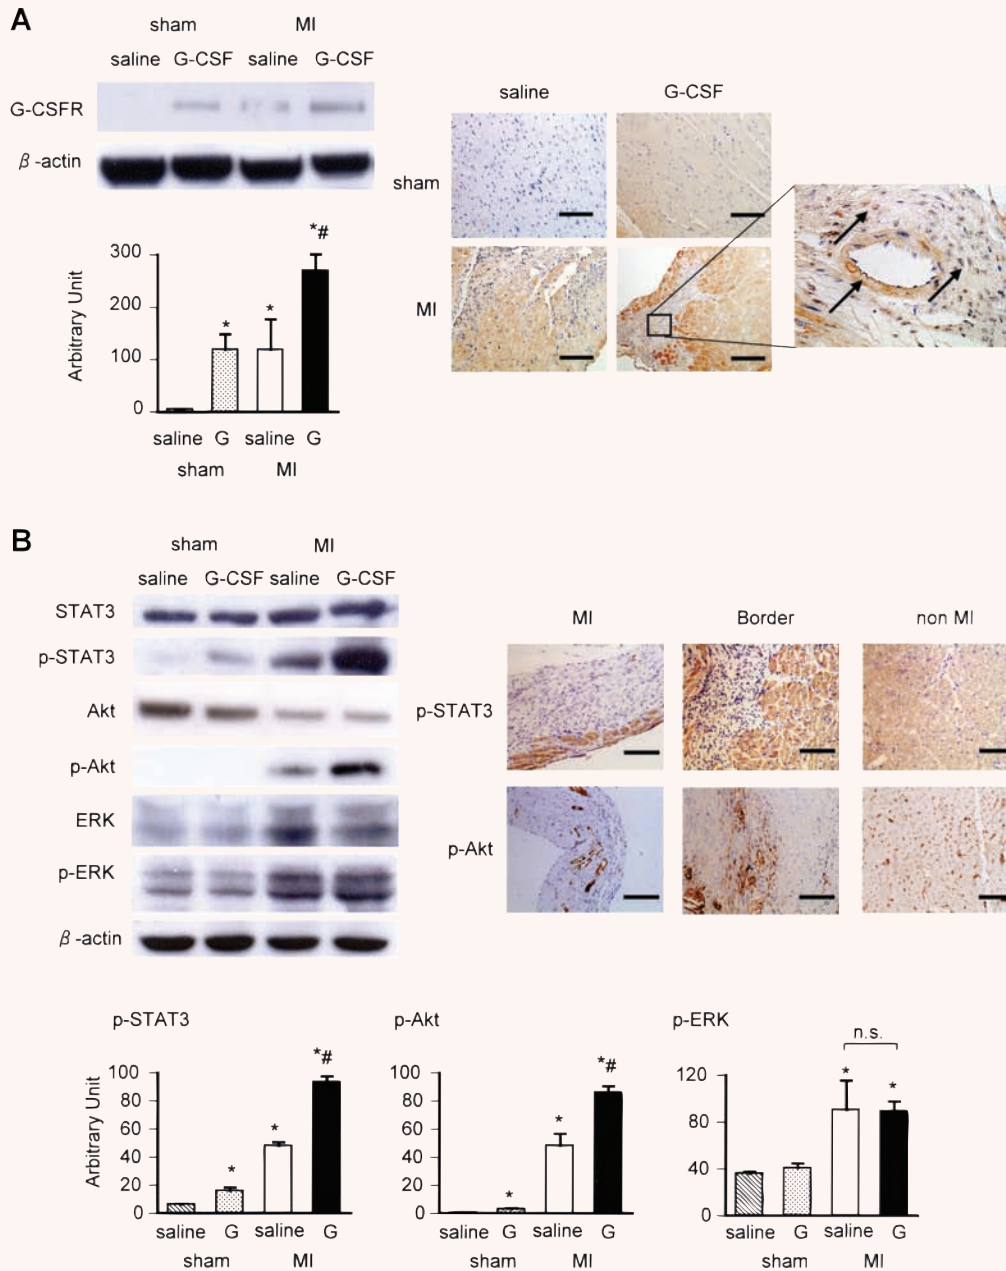 A
sham MI
saline G-CSF saline G-CSF
G-CSFR
β-actin
saline G-CSF
sham
MI
Arbitrary Unit
300
200
100
0
*
*
*#
saline G saline G
sham MI
B
sham MI
saline G-CSF saline G-CSF
STAT3
p-STAT3
Akt
p-Akt
ERK
p-ERK
β-actin
MI Border non MI
p-STAT3
p-Akt
p-STAT3
Arbitrary Unit
100
80
60
40
20
0
*
*
*#
saline G saline G
sham MI
p-Akt
100
80
60
40
20
0
*
*
*#
saline G saline G
sham MI
p-ERK
n.s.
120
80
40
0
*
*
saline G saline G
sham MI